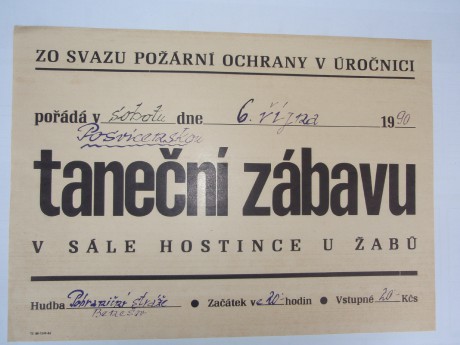 ZO SVAZU POŽÁRNÍ OCHRANY V ÚROČNICI
pořádá v sobotu dne 6. října 1990
Posvícenskou
taneční zábavu
V SÁLE HOSTINCE U ŽABŮ
Hudba Pohraniční stráže ● Začátek v 20 hodin ● Vstupné 20 Kčs
Benešov